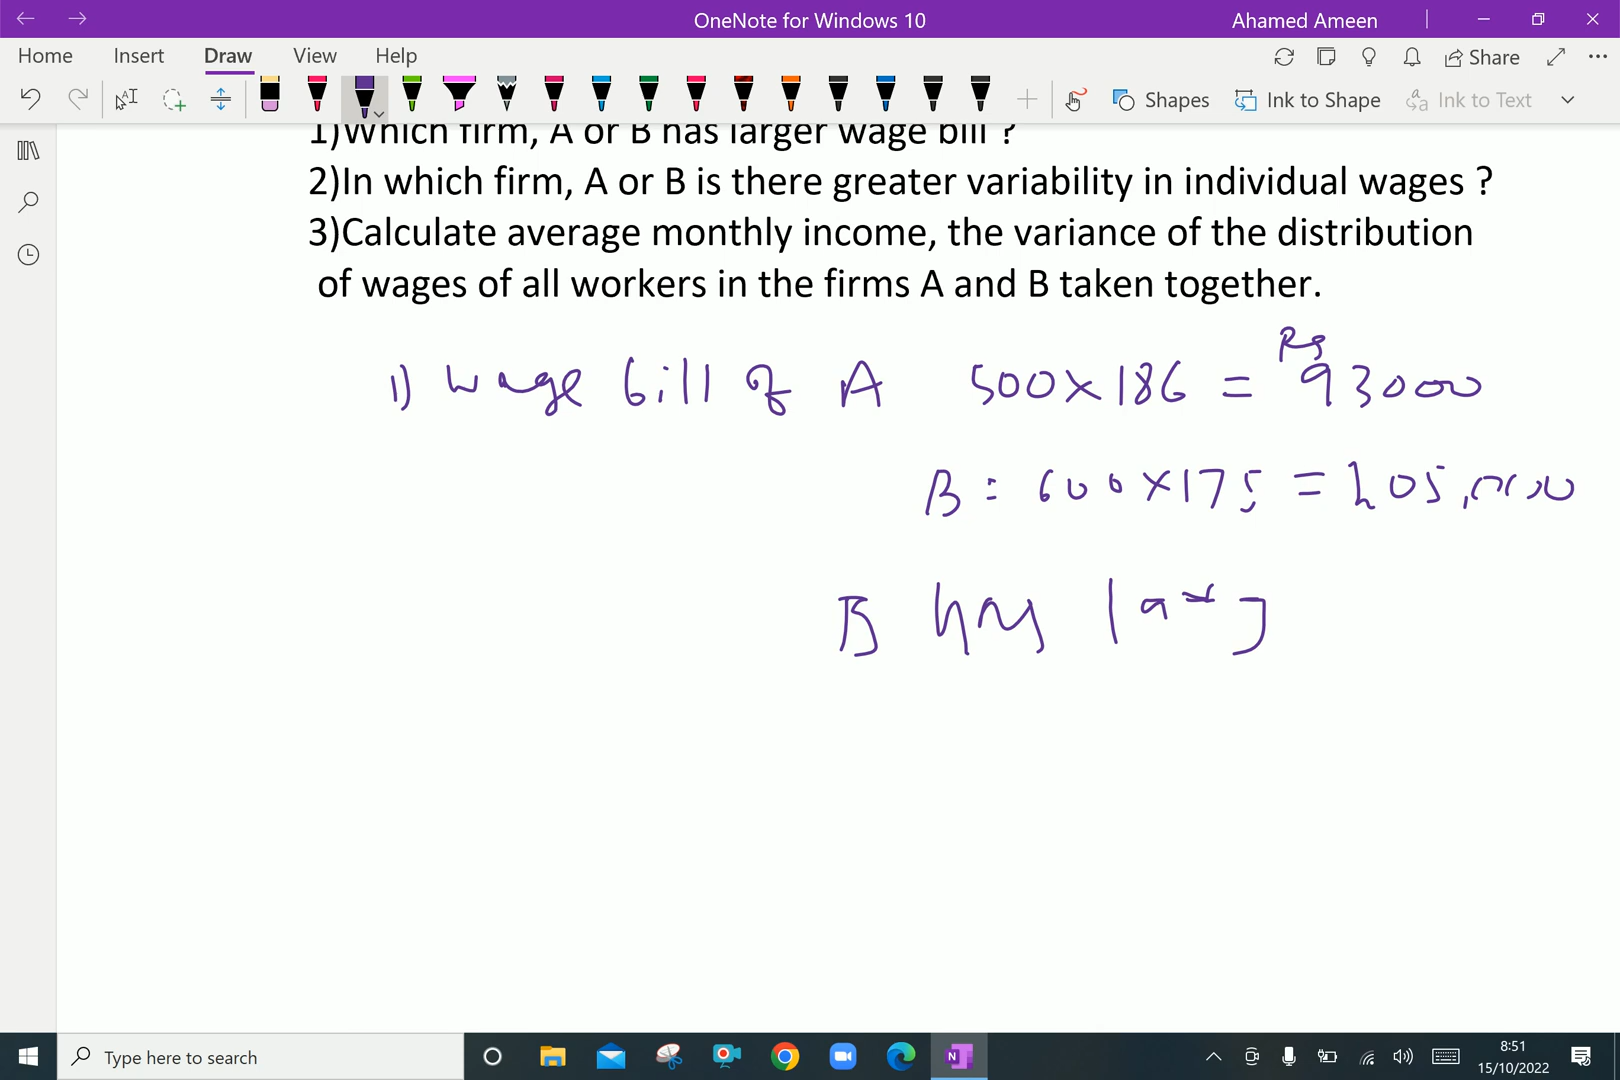 OneNote for Windows 10
Ahamed Ameen
Home Insert Draw View Help
Share
Shapes Ink to Shape Ink to Text
1)Which firm, A or B has larger wage bill ?
2)In which firm, A or B is there greater variability in individual wages ?
3)Calculate average monthly income, the variance of the distribution
of wages of all workers in the firms A and B taken together.
Rs
1) Wage bill of A 500×186 = 93000
B = 600×175 = 105,000
B has larg
Type here to search
8:51
15/10/2022